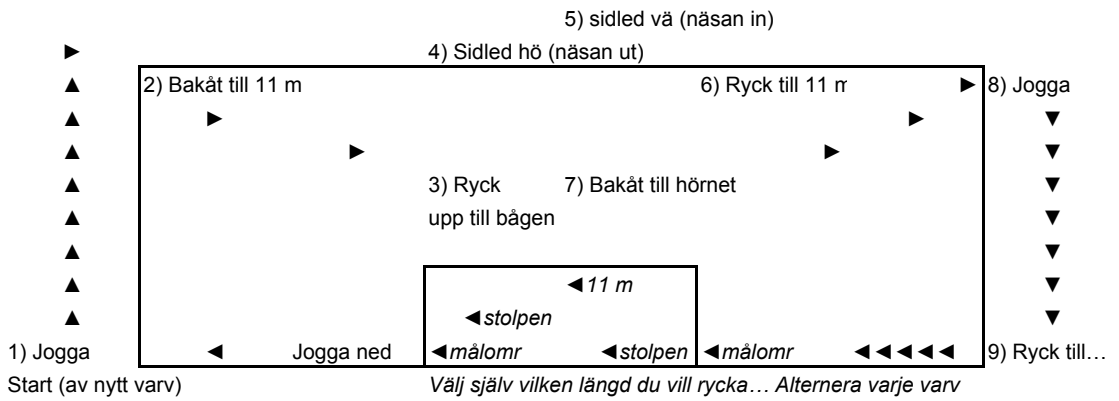 5) sidled vä (näsan in)
► 4) Sidled hö (näsan ut)
▲ 2) Bakåt till 11 m 6) Ryck till 11 m ► 8) Jogga
▲ ► ► ▼
▲ ► ► ▼
▲ 3) Ryck 7) Bakåt till hörnet ▼
▲ upp till bågen ▼
▲ ▼
▲ ◄11 m ▼
▲ ◄stolpen ▼
1) Jogga ◄ Jogga ned ◄målomr ◄stolpen ◄målomr ◄◄◄◄◄ 9) Ryck till…
Start (av nytt varv) Välj själv vilken längd du vill rycka… Alternera varje varv